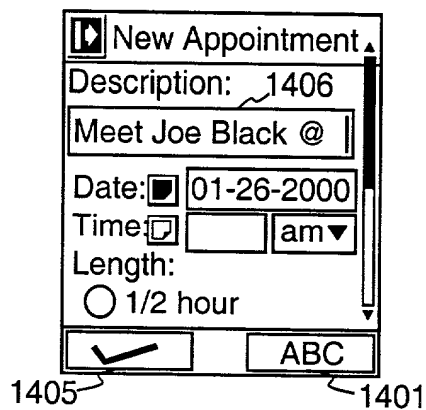 New Appointment
Description: 1406
Meet Joe Black @
Date: 01-26-2000
Time: am
Length:
1/2 hour
ABC
1405 1401